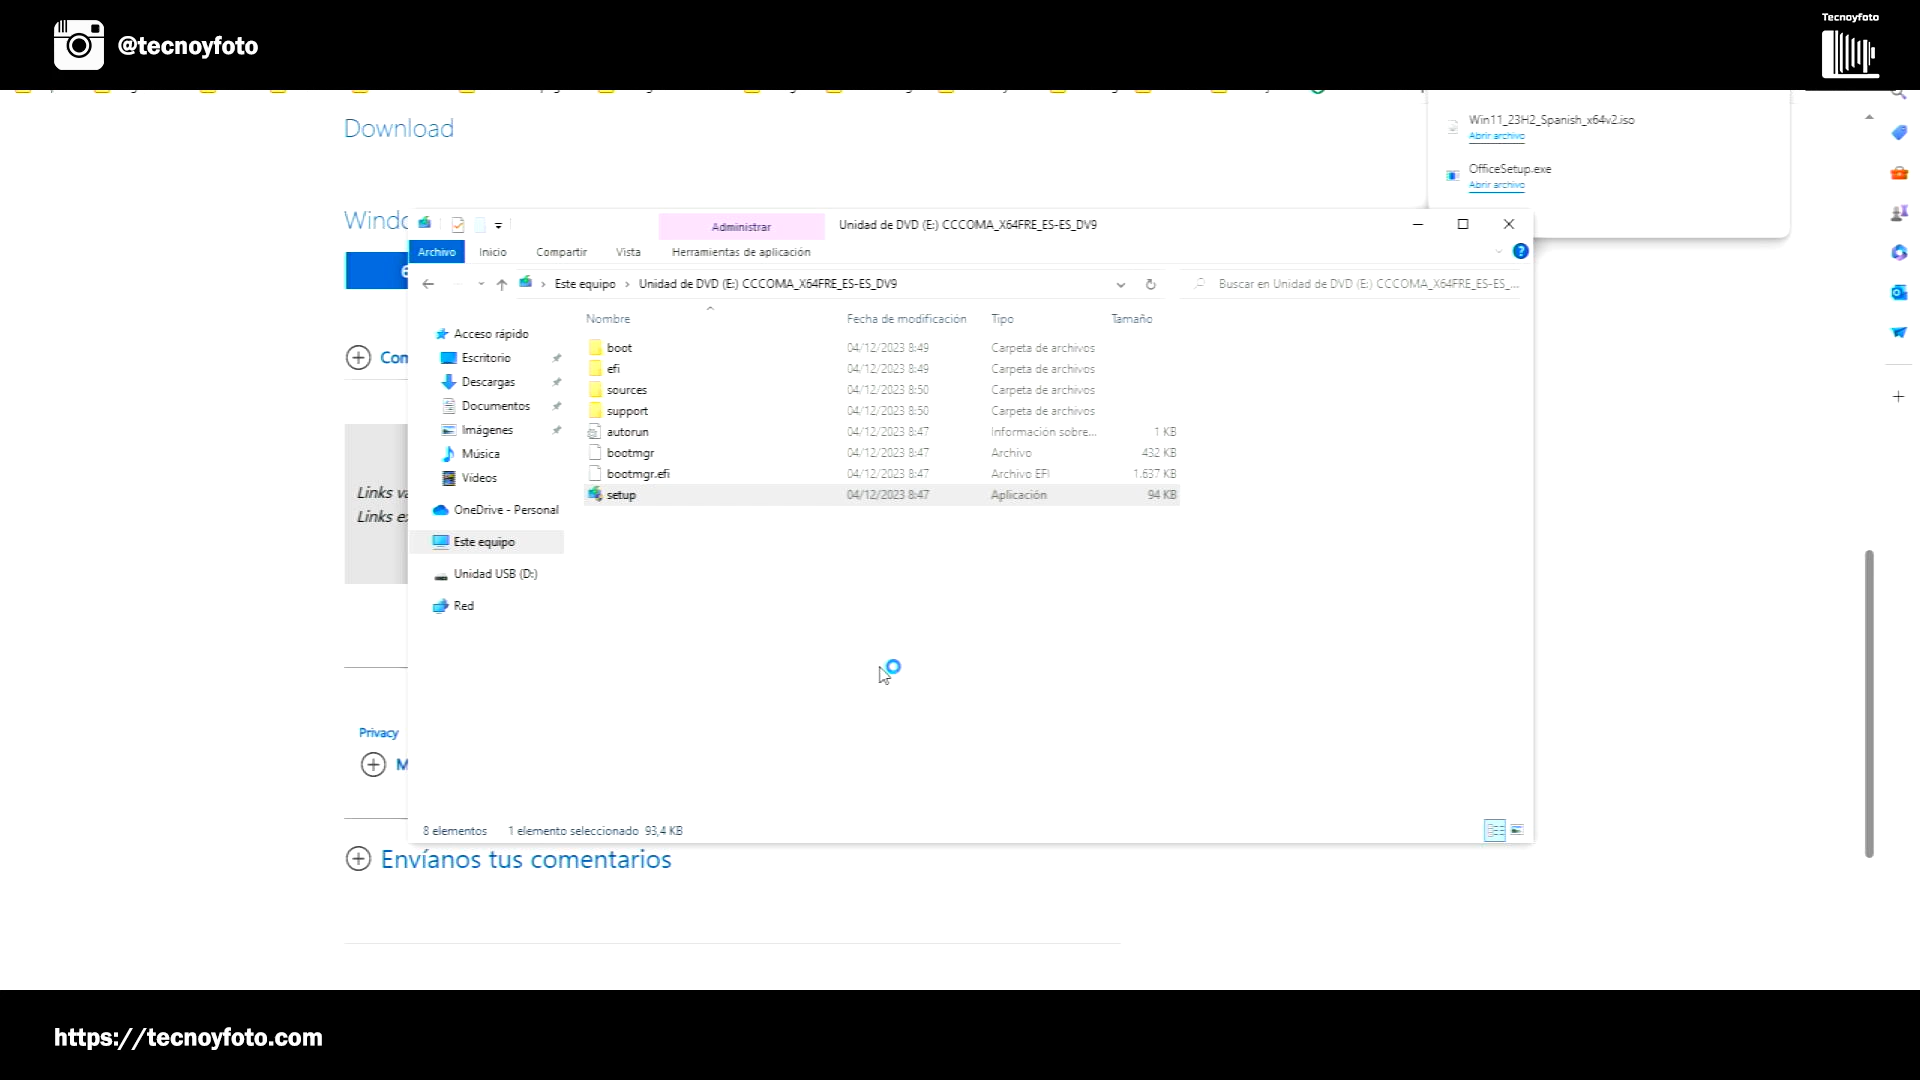 @tecnoyfoto
Tecnoyfoto
Download
Win11_23H2_Spanish_x64v2.iso
Abrir archivo
OfficeSetup.exe
Abrir archivo
Windo
Administrar
Unidad de DVD (E:) CCCOMA_X64FRE_ES-ES_DV9
Archivo
Inicio
Compartir
Vista
Herramientas de aplicación
Este equipo › Unidad de DVD (E:) CCCOMA_X64FRE_ES-ES_DV9
Buscar en Unidad de DVD (E:) CCCOMA_X64FRE_ES-ES_...
Nombre Fecha de modificación Tipo Tamaño
Acceso rápido
Escritorio
Descargas
Documentos
Imágenes
Música
Vídeos
OneDrive - Personal
Este equipo
Unidad USB (D:)
Red
boot 04/12/2023 8:49 Carpeta de archivos
efi 04/12/2023 8:49 Carpeta de archivos
sources 04/12/2023 8:50 Carpeta de archivos
support 04/12/2023 8:50 Carpeta de archivos
autorun 04/12/2023 8:47 Información sobre... 1 KB
bootmgr 04/12/2023 8:47 Archivo 432 KB
bootmgr.efi 04/12/2023 8:47 Archivo EFI 1.637 KB
setup 04/12/2023 8:47 Aplicación 94 KB
Com
Links va
Links ex
Privacy
M
8 elementos 1 elemento seleccionado 93,4 KB
Envíanos tus comentarios
https://tecnoyfoto.com